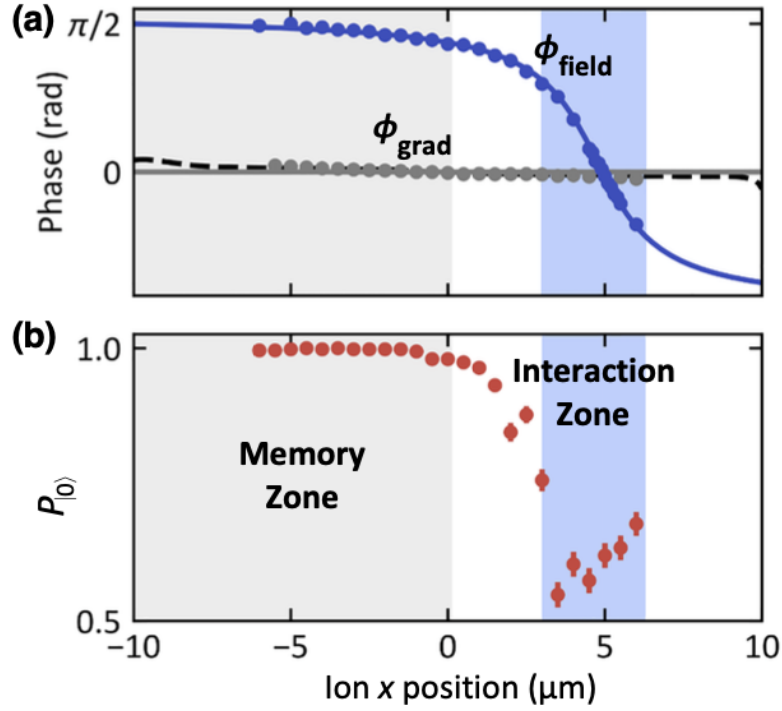 (a)
π/2
ϕfield
ϕgrad
0
Phase (rad)
(b)
1.0
Interaction
Zone
Memory
Zone
P|0⟩
0.5
−10
−5
0
5
10
Ion x position (μm)